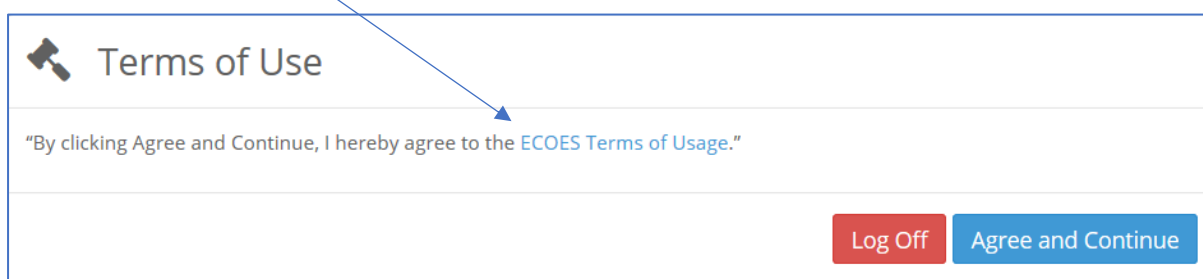 Terms of Use
“By clicking Agree and Continue, I hereby agree to the ECOES Terms of Usage.”
Log Off
Agree and Continue